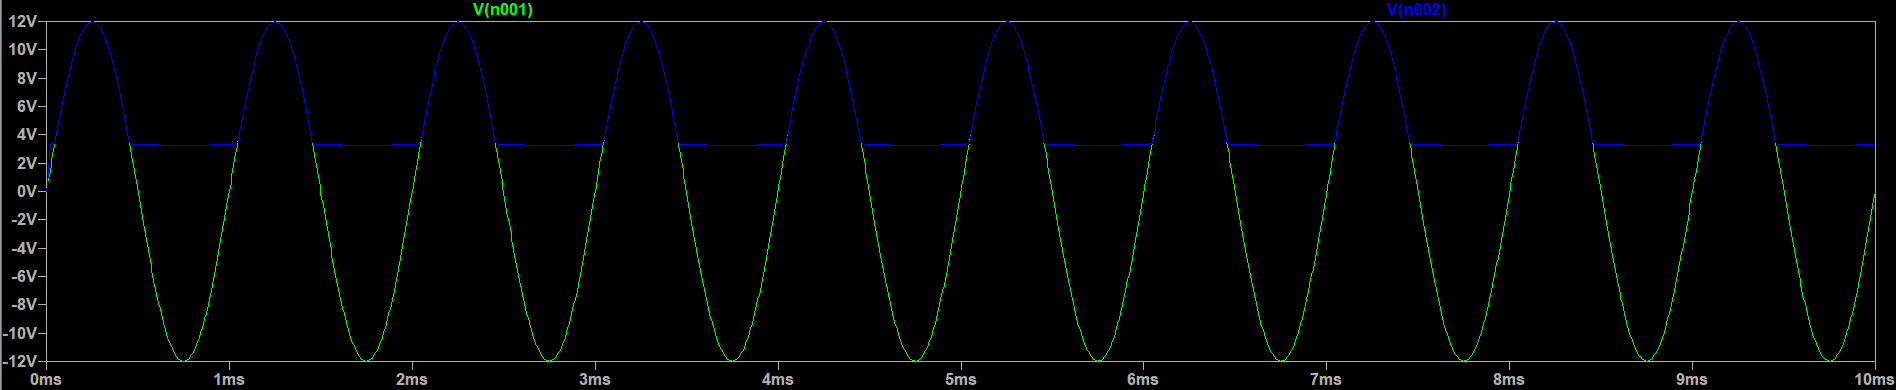 V(n001) V(n002)
12V
10V
8V
6V
4V
2V
0V
-2V
-4V
-6V
-8V
-10V
-12V
0ms 1ms 2ms 3ms 4ms 5ms 6ms 7ms 8ms 9ms 10ms